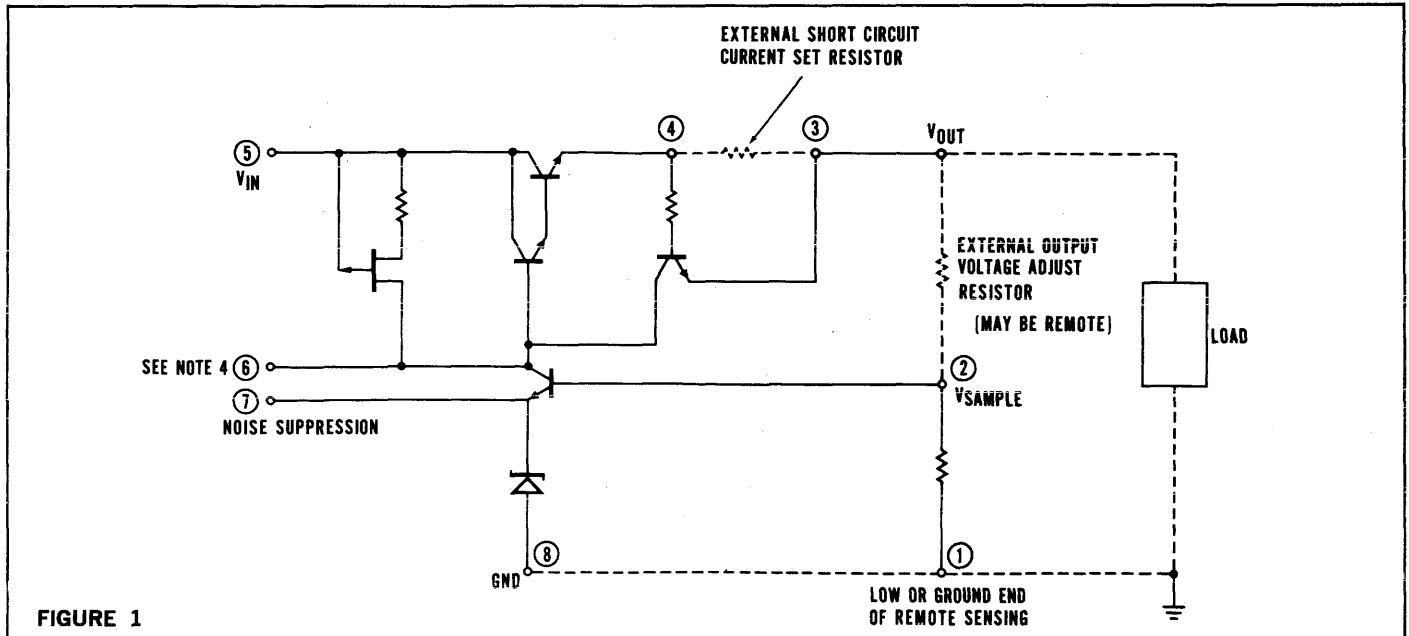 EXTERNAL SHORT CIRCUIT
CURRENT SET RESISTOR
5
VIN
4
3
VOUT
EXTERNAL OUTPUT
VOLTAGE ADJUST
RESISTOR
(MAY BE REMOTE)
LOAD
SEE NOTE 4 6
7
NOISE SUPPRESSION
2
VSAMPLE
8
GND
1
LOW OR GROUND END
OF REMOTE SENSING
FIGURE 1